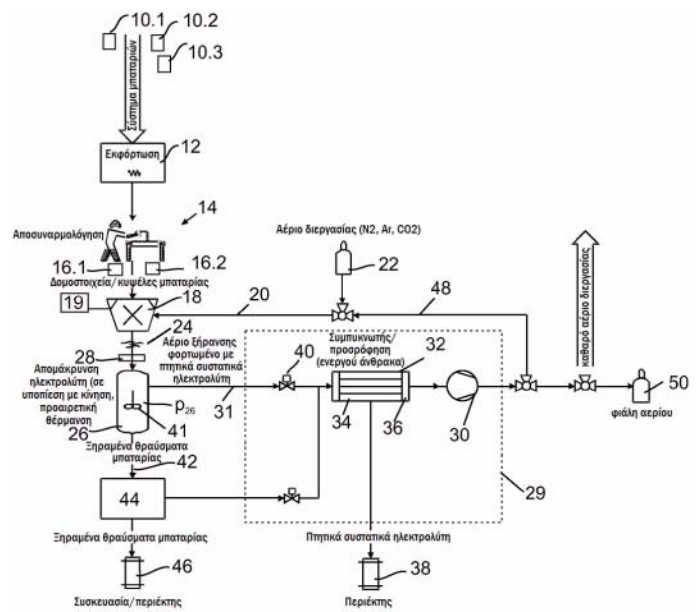 10.1
10.2
10.3
Σύστημα μπαταριών
Εκφόρτωση
12
14
Αποσυναρμολόγηση
16.1
16.2
Δομοστοιχεία/κυψέλες μπαταρίας
Αέριο διεργασίας (N2, Ar, CO2)
22
καθαρό αέριο διεργασίας
19
18
20
48
24
28
Αέριο ξήρανσης
φορτωμένο με
πτητικά συστατικά
ηλεκτρολύτη
40
Συμπυκνωτής/
προσρόφηση
(ενεργού άνθρακα)
32
Απομάκρυνση
ηλεκτρολύτη (σε
υποπίεση με κίνηση,
προαιρετική
θέρμανση
26
P26
41
31
34
36
30
50
φιάλη αερίου
Ξηραμένα θραύσματα
μπαταρίας
42
44
29
Ξηραμένα θραύσματα μπαταρίας
Πτητικά συστατικά ηλεκτρολύτη
46
38
Συσκευασία/περιέκτης
Περιέκτης